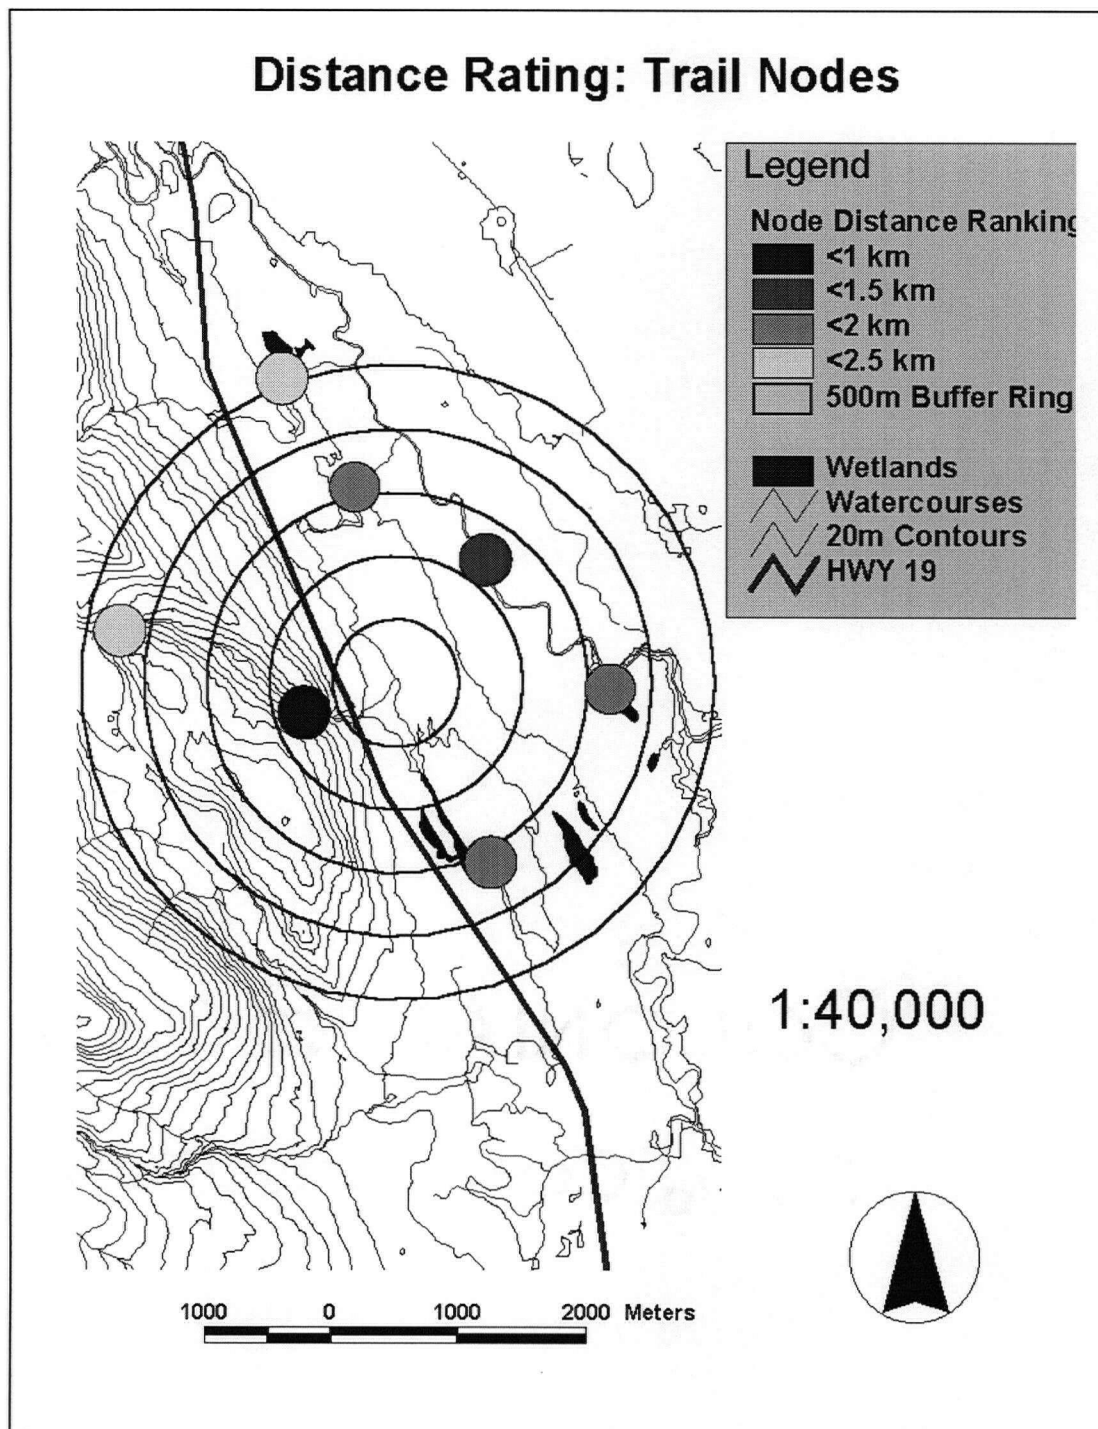 Distance Rating: Trail Nodes
Legend
Node Distance Ranking
<1 km
<1.5 km
<2 km
<2.5 km
500m Buffer Ring
Wetlands
Watercourses
20m Contours
HWY 19
1:40,000
1000 0 1000 2000 Meters